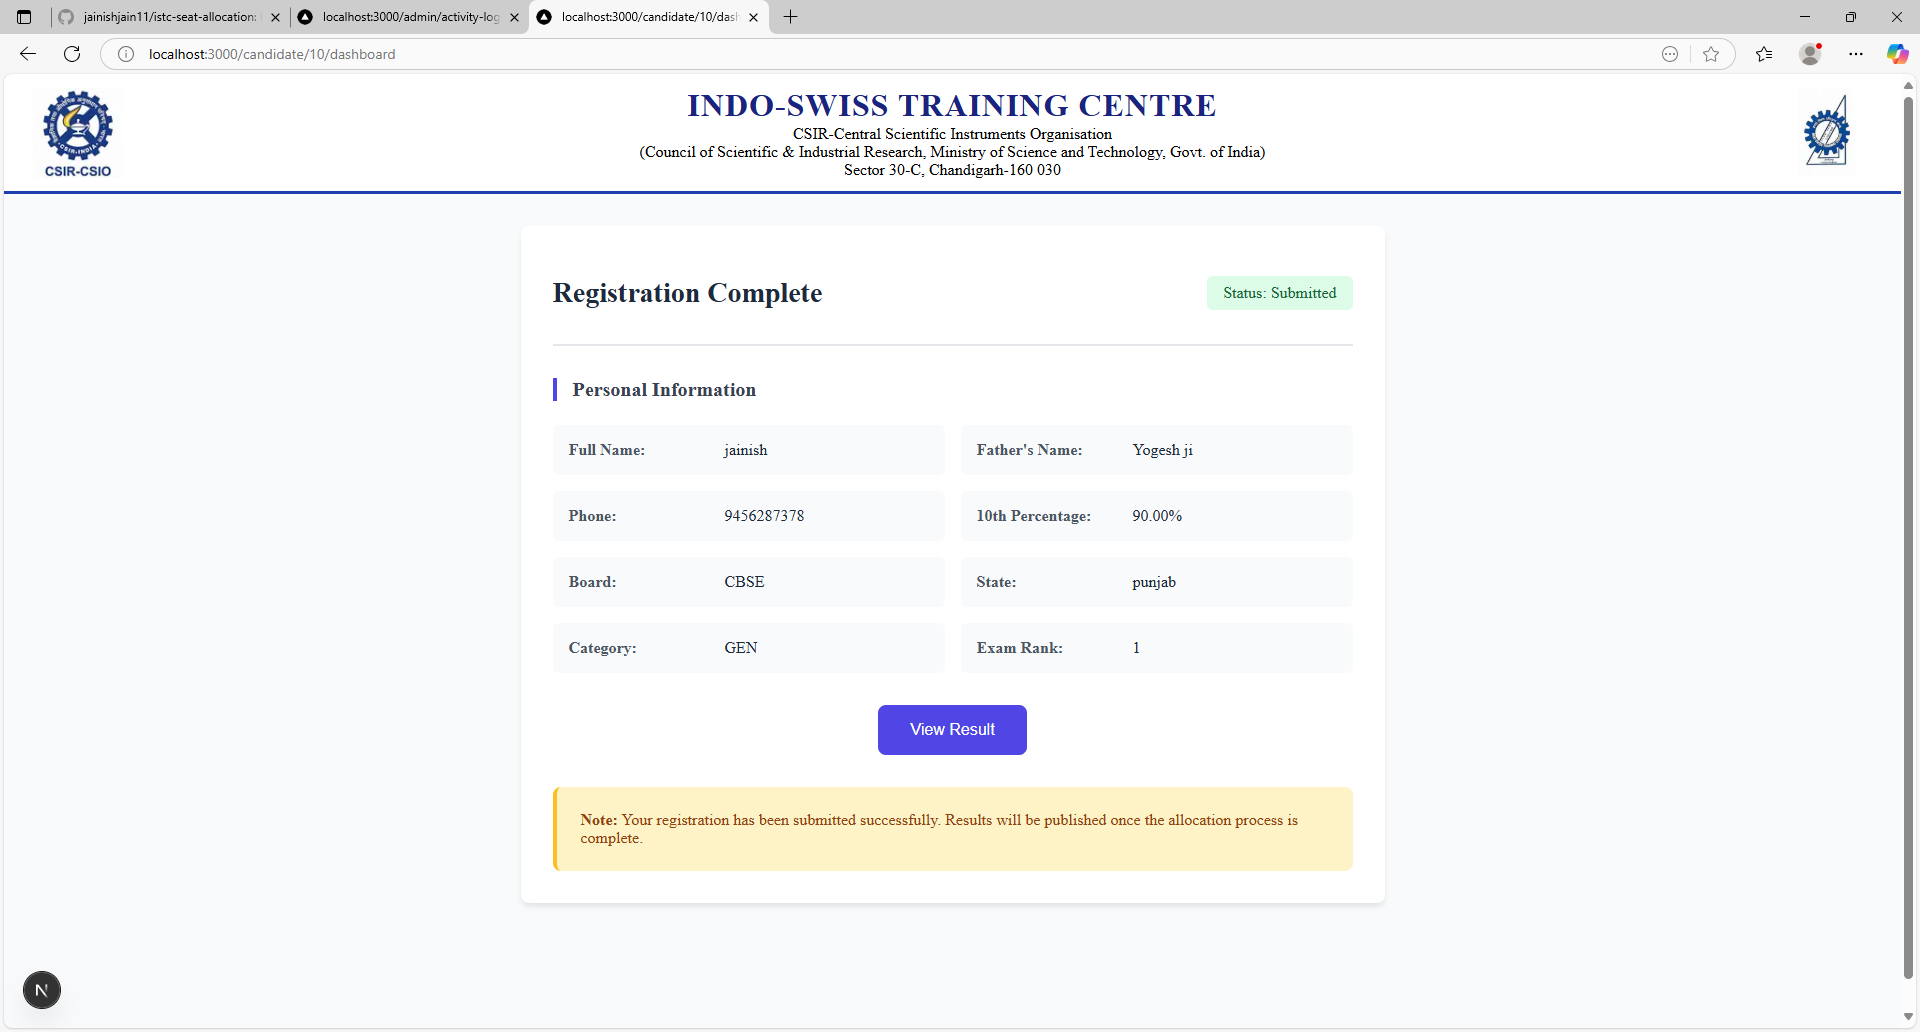 jainishjain11/istc-seat-allocation:
localhost:3000/admin/activity-log
localhost:3000/candidate/10/das
localhost:3000/candidate/10/dashboard
CSIR-INDIA
CSIR-CSIO
INDO-SWISS TRAINING CENTRE
CSIR-Central Scientific Instruments Organisation
(Council of Scientific & Industrial Research, Ministry of Science and Technology, Govt. of India)
Sector 30-C, Chandigarh-160 030
Registration Complete
Status: Submitted
Personal Information
Full Name: jainish
Father's Name: Yogesh ji
Phone: 9456287378
10th Percentage: 90.00%
Board: CBSE
State: punjab
Category: GEN
Exam Rank: 1
View Result
Note: Your registration has been submitted successfully. Results will be published once the allocation process is
complete.
N